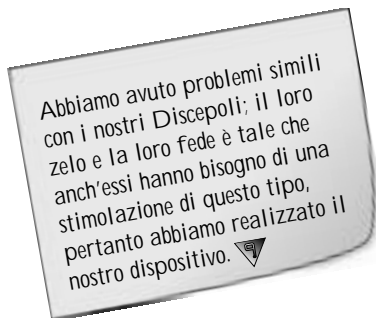 Abbiamo avuto problemi simili
con i nostri Discepoli; il loro
zelo e la loro fede è tale che
anch'essi hanno bisogno di una
stimolazione di questo tipo,
pertanto abbiamo realizzato il
nostro dispositivo.